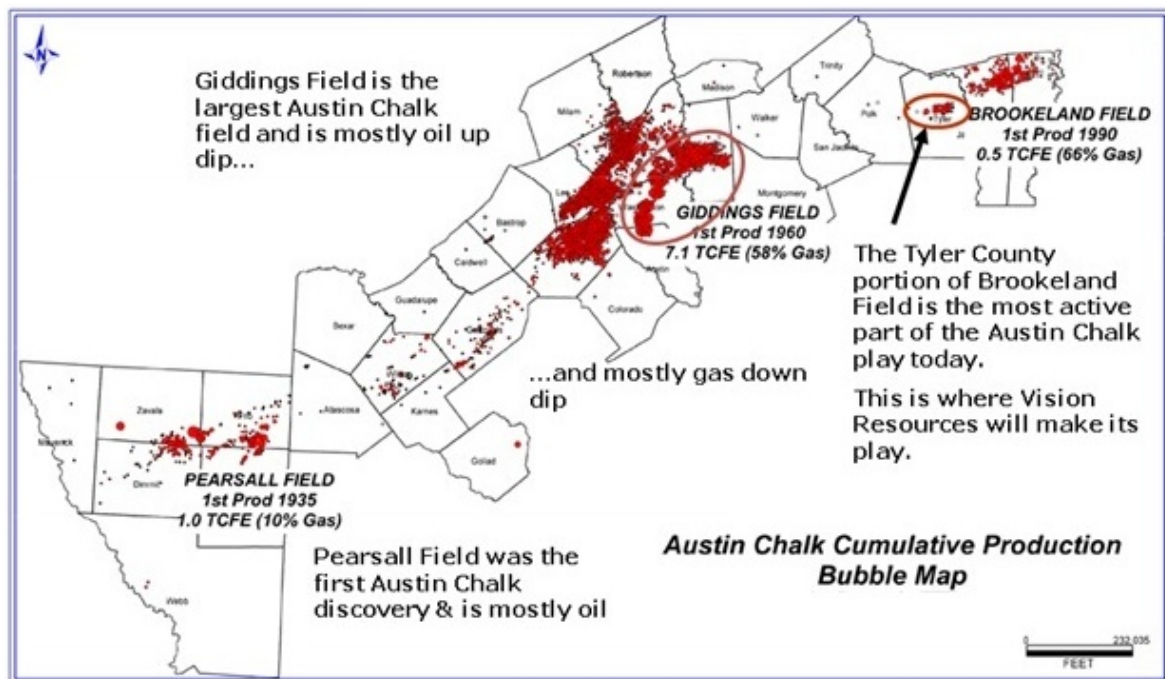 N
Giddings Field is the
largest Austin Chalk
field and is mostly oil up
dip...
Robertson
Milam
Madison
Trinity
Walker
Polk
Tyler
San Jacinto
BROOKELAND FIELD
1st Prod 1990
0.5 TCFE (66% Gas)
Lee
Montgomery
Bastrop
GIDDINGS FIELD
1st Prod 1960
7.1 TCFE (58% Gas)
Caldwell
Austin
Colorado
Guadalupe
Bexar
The Tyler County
portion of Brookeland
Field is the most active
part of the Austin Chalk
play today.
This is where Vision
Resources will make its
play.
...and mostly gas down
dip
Atascosa
Karnes
Goliad
Zavala
Maverick
Dimmit
PEARSALL FIELD
1st Prod 1935
1.0 TCFE (10% Gas)
Pearsall Field was the
first Austin Chalk
discovery & is mostly oil
Webb
Austin Chalk Cumulative Production
Bubble Map
0 232,035
FEET